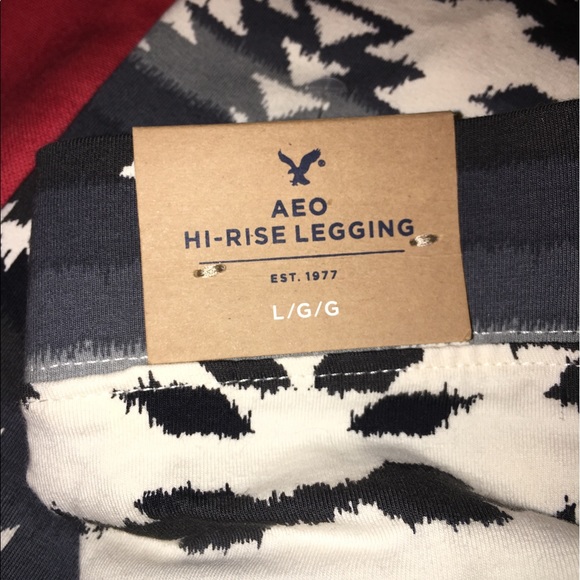 AEO
HI-RISE LEGGING
EST. 1977
L/G/G